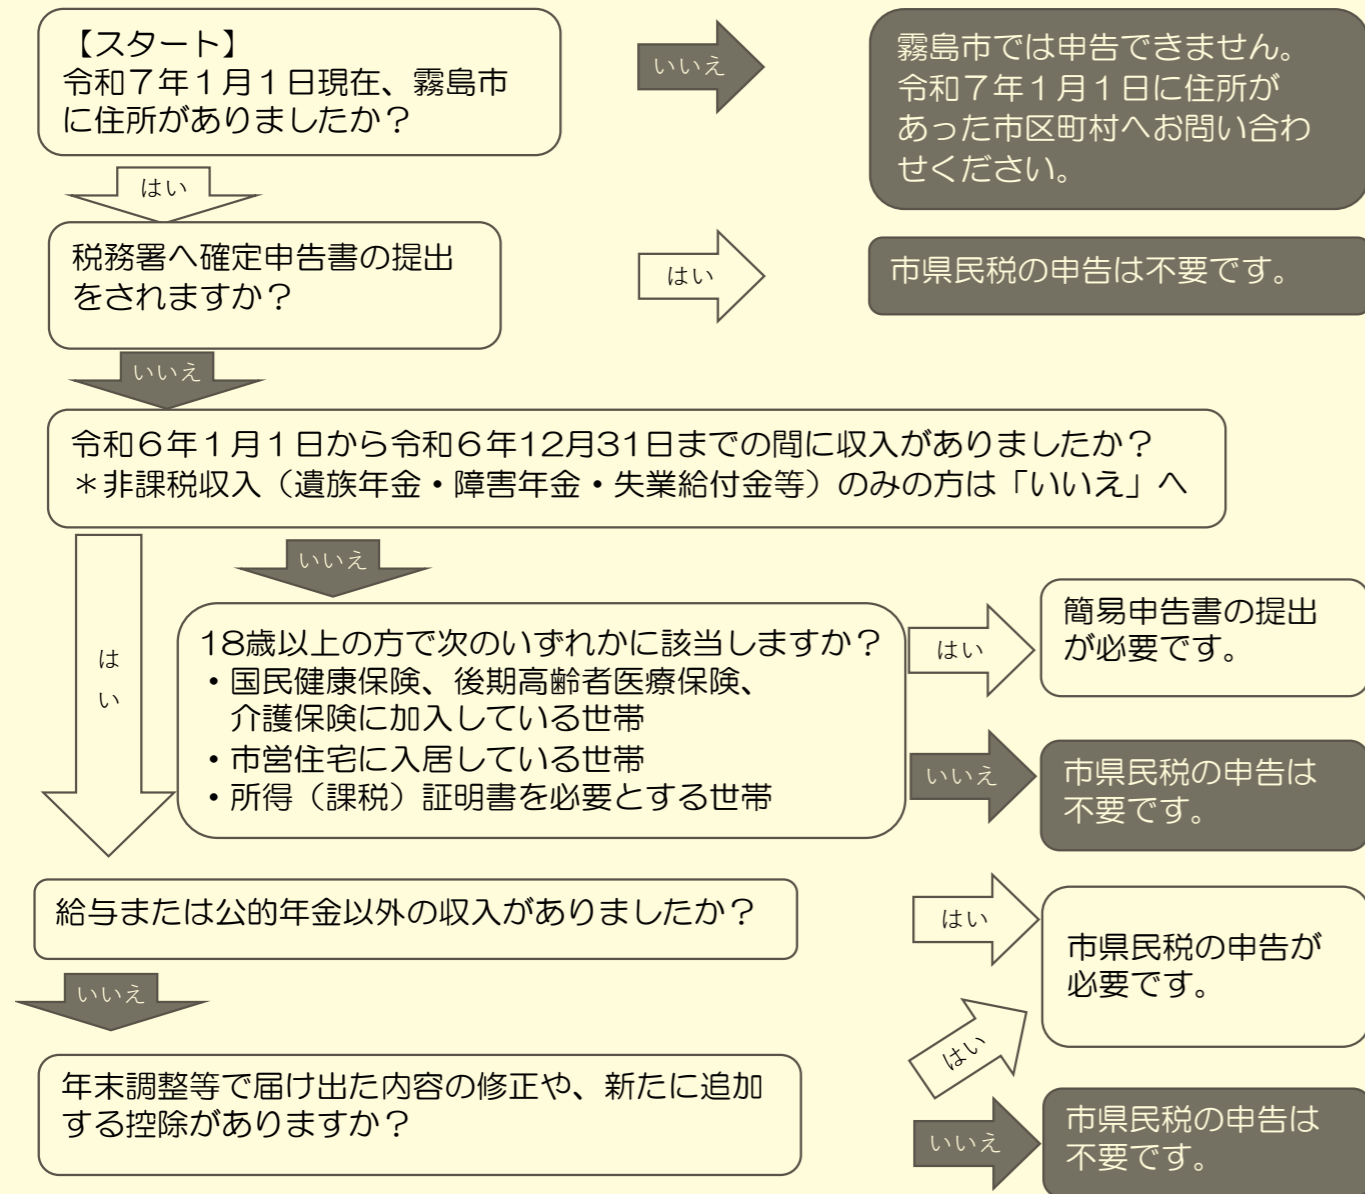 【スタート】
令和７年１月１日現在、霧島市
に住所がありましたか？
いいえ
霧島市では申告できません。
令和７年１月１日に住所が
あった市区町村へお問い合わ
せください。
はい
税務署へ確定申告書の提出
をされますか？
はい
市県民税の申告は不要です。
いいえ
令和６年１月１日から令和６年12月31日までの間に収入がありましたか？
＊非課税収入（遺族年金・障害年金・失業給付金等）のみの方は「いいえ」へ
いいえ
はい
18歳以上の方で次のいずれかに該当しますか？
・国民健康保険、後期高齢者医療保険、
介護保険に加入している世帯
・市営住宅に入居している世帯
・所得（課税）証明書を必要とする世帯
はい
簡易申告書の提出
が必要です。
いいえ
市県民税の申告は
不要です。
給与または公的年金以外の収入がありましたか？
はい
市県民税の申告が
必要です。
いいえ
年末調整等で届け出た内容の修正や、新たに追加
する控除がありますか？
はい
いいえ
市県民税の申告は
不要です。